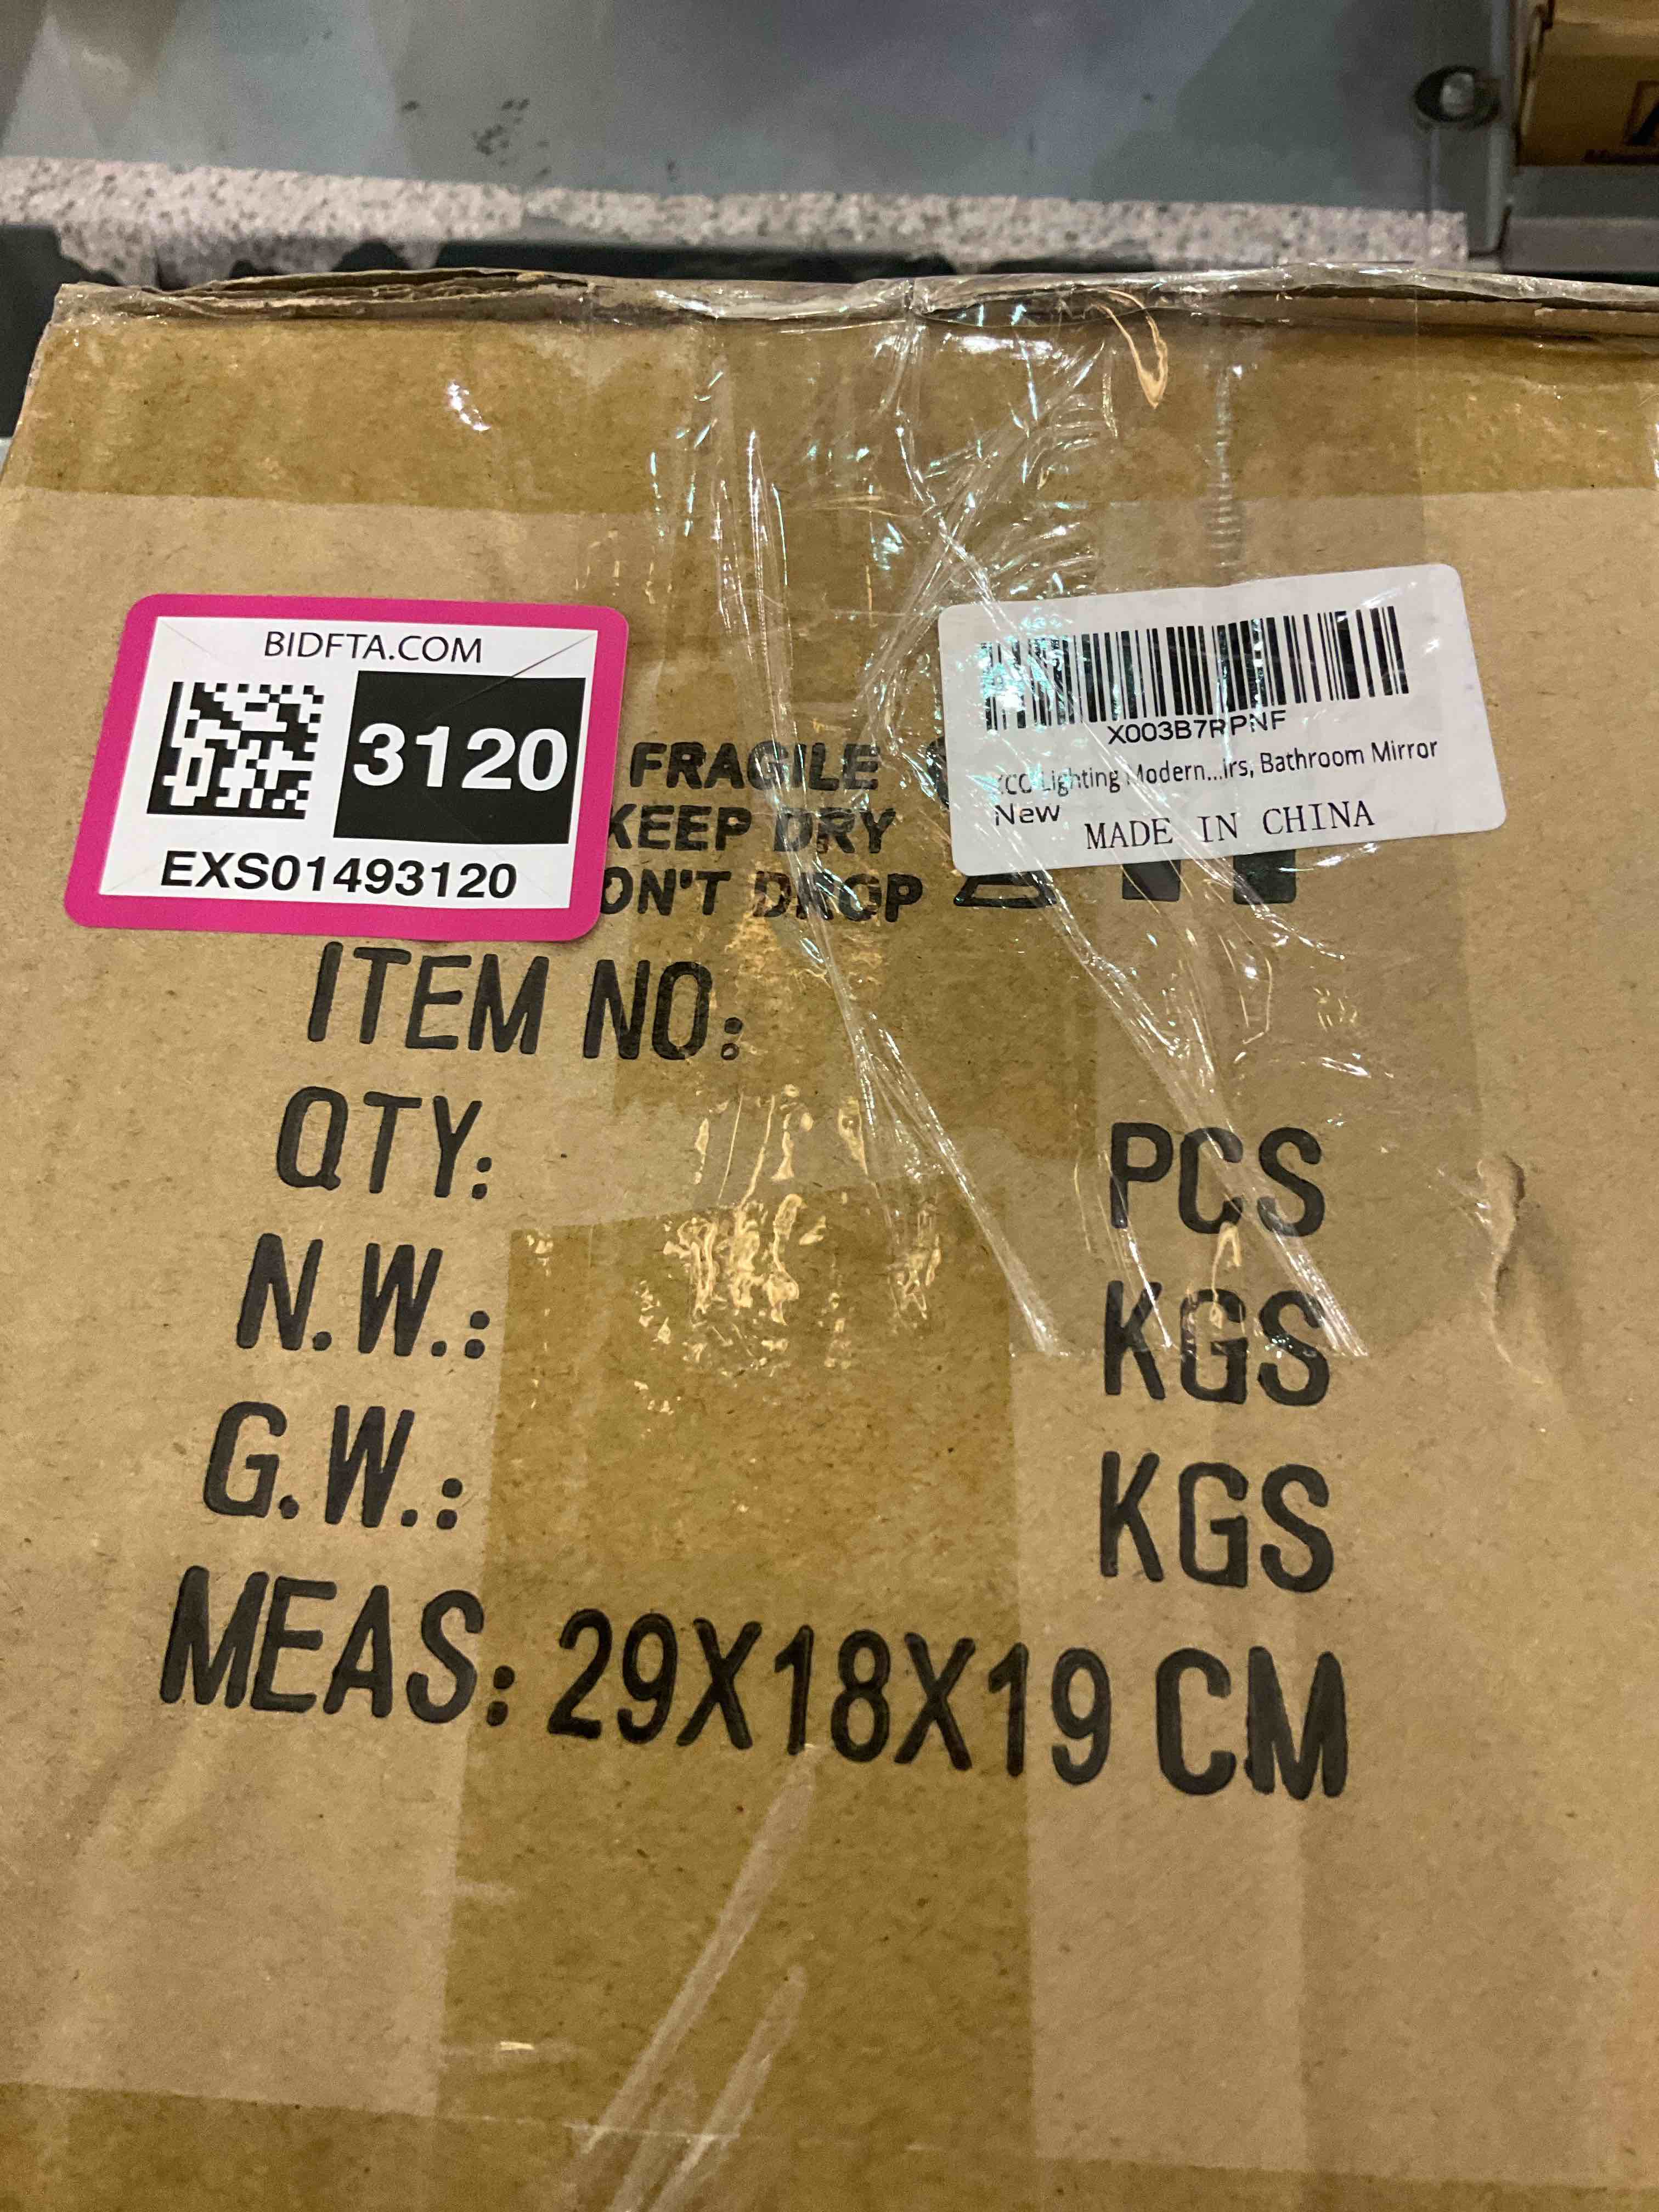 BIDFTA.COM
3120
EXS01493120
X003B7RPNF
Lighting Modern...irs, Bathroom Mirror
New
MADE IN CHINA
FRAGILE
KEEP DRY
ON'T DROP
ITEM NO:
QTY: PCS
N.W.: KGS
G.W.: KGS
MEAS: 29X18X19 CM